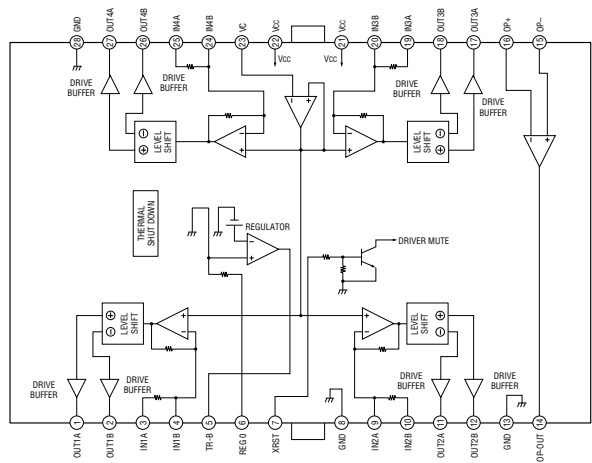 GND
OUT4A
OUT4B
IN4A
IN4B
VC
Vcc
Vcc
IN3B
IN3A
OUT3B
OUT3A
OP+
OP−
28
27
26
25
24
23
22
21
20
19
18
17
16
15
Vcc
Vcc
DRIVE
BUFFER
DRIVE
BUFFER
DRIVE
BUFFER
DRIVE
BUFFER
LEVEL
SHIFT
LEVEL
SHIFT
THERMAL
SHUT DOWN
REGULATOR
DRIVER MUTE
LEVEL
SHIFT
LEVEL
SHIFT
DRIVE
BUFFER
DRIVE
BUFFER
DRIVE
BUFFER
DRIVE
BUFFER
1
2
3
4
5
6
7
8
9
10
11
12
13
14
OUT1A
OUT1B
IN1A
IN1B
TR-B
REG O
XRST
GND
IN2A
IN2B
OUT2A
OUT2B
GND
OP-OUT